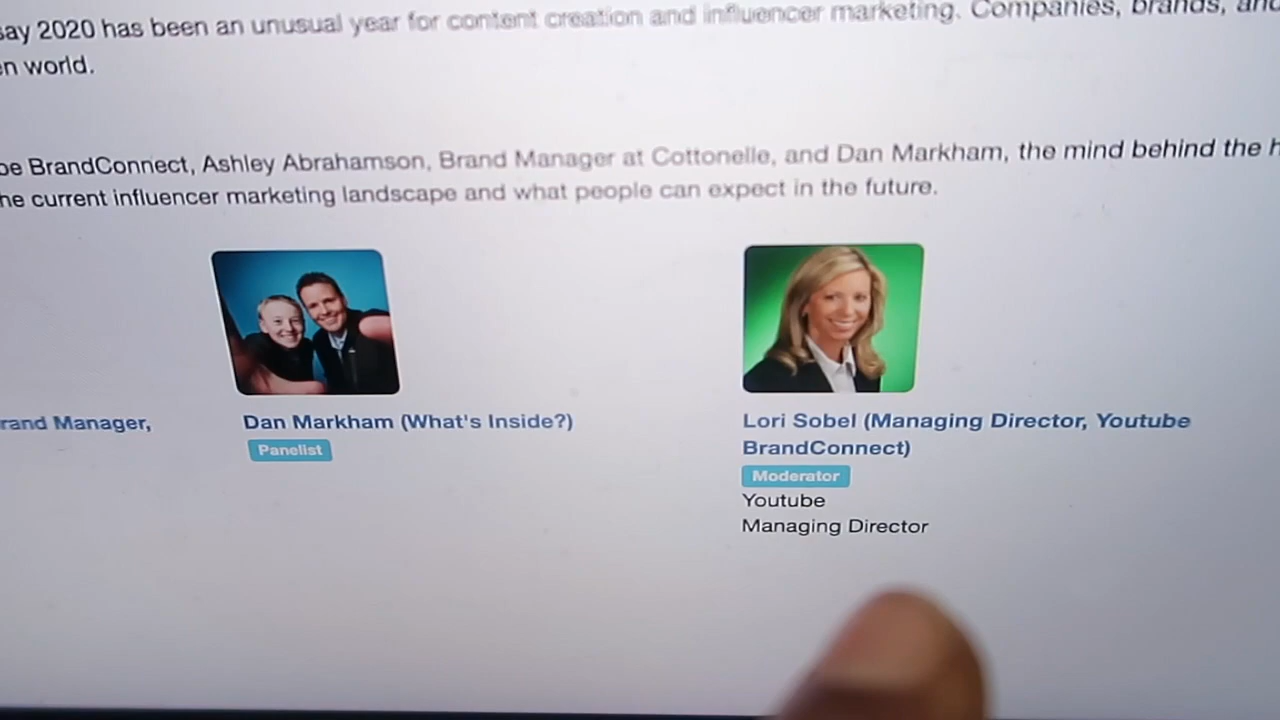 say 2020 has been an unusual year for content creation and influencer marketing. Companies, brands, and
en world.
be BrandConnect, Ashley Abrahamson, Brand Manager at Cottonelle, and Dan Markham, the mind behind the h
he current influencer marketing landscape and what people can expect in the future.
rand Manager,
Dan Markham (What's Inside?)
Panelist
Lori Sobel (Managing Director, Youtube
BrandConnect)
Moderator
Youtube
Managing Director